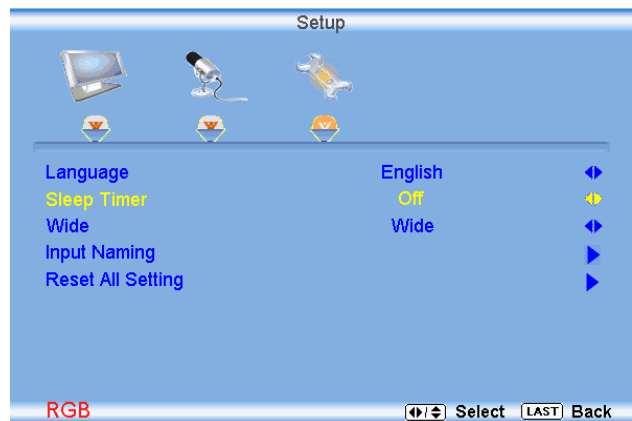 Setup
Language English
Sleep Timer Off
Wide Wide
Input Naming
Reset All Setting
RGB Select LAST Back